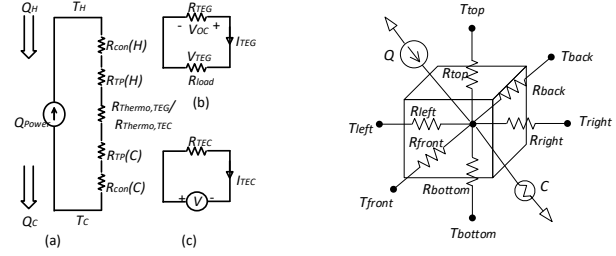 QH
TH
Rcon(H)
RTP(H)
QPower
RThermo,TEG/
RThermo,TEC
RTP(C)
Rcon(C)
QC
TC
(a)
RTEG
- VOC +
ITEG
VTEG
Rload
(b)
RTEC
ITEC
+ V -
(c)
Ttop
Q
Rtop
Tback
Rback
Tleft
Rleft
Rfront
Rright
Tright
Rbottom
C
Tfront
Tbottom